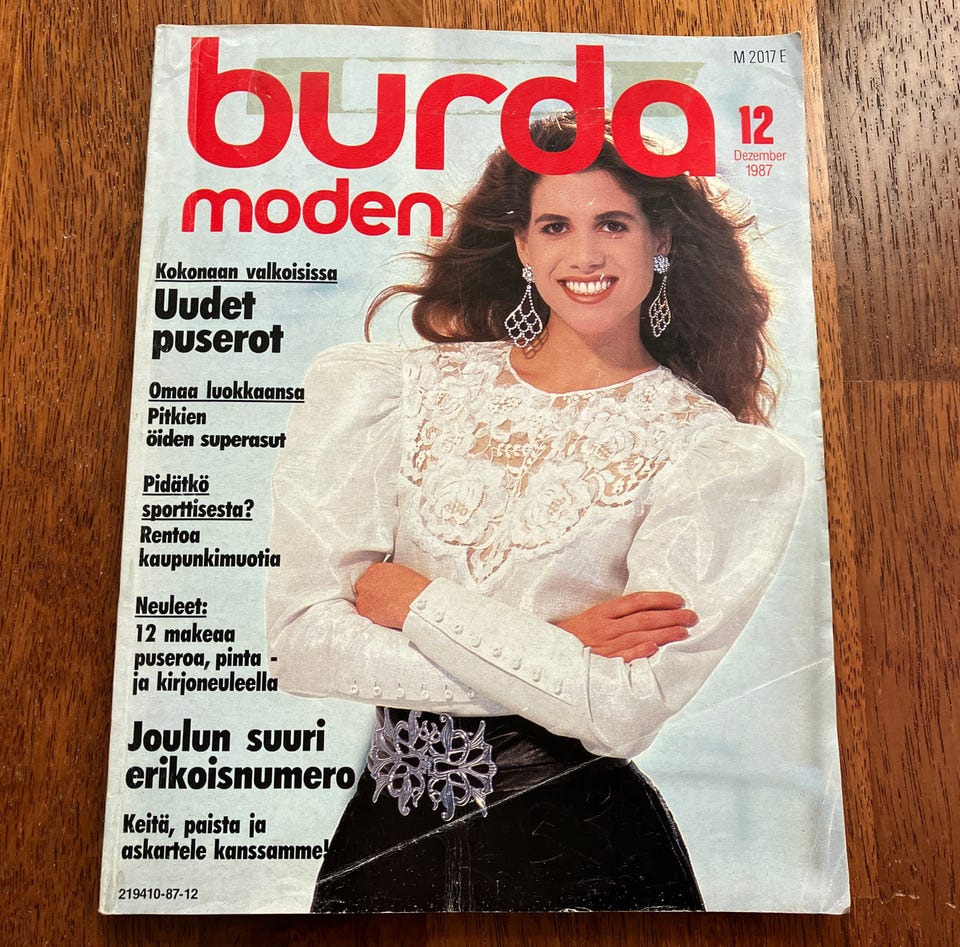 burda
moden
M 2017 E
12
Dezember
1987
Kokonaan valkoisissa
Uudet
puserot
Omaa luokkaansa
Pitkien
öiden superasut
Pidätkö
sporttisesta?
Rentoa
kaupunkimuotia
Neuleet:
12 makeaa
puseroa, pinta -
ja kirjoneuleella
Joulun suuri
erikoisnumero
Keitä, paista ja
askartele kanssamme!
219410-87-12